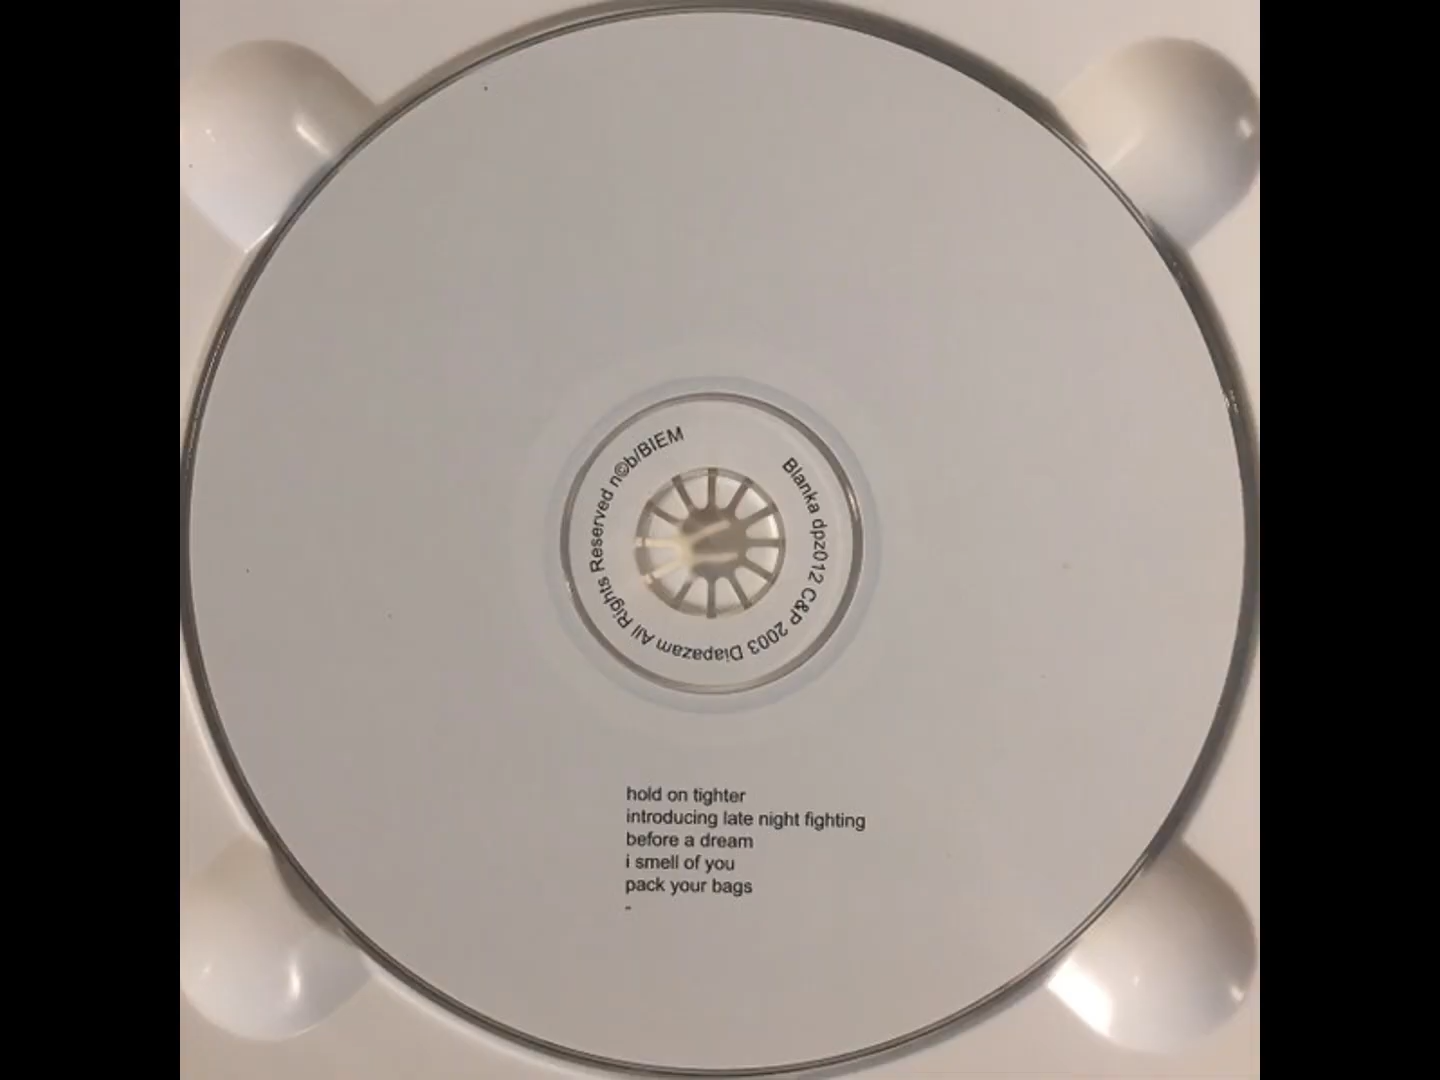 Blanka dpz012 C&P 2003 Diapazam All Rights Reserved n©b/BIEM
hold on tighter
introducing late night fighting
before a dream
i smell of you
pack your bags
-